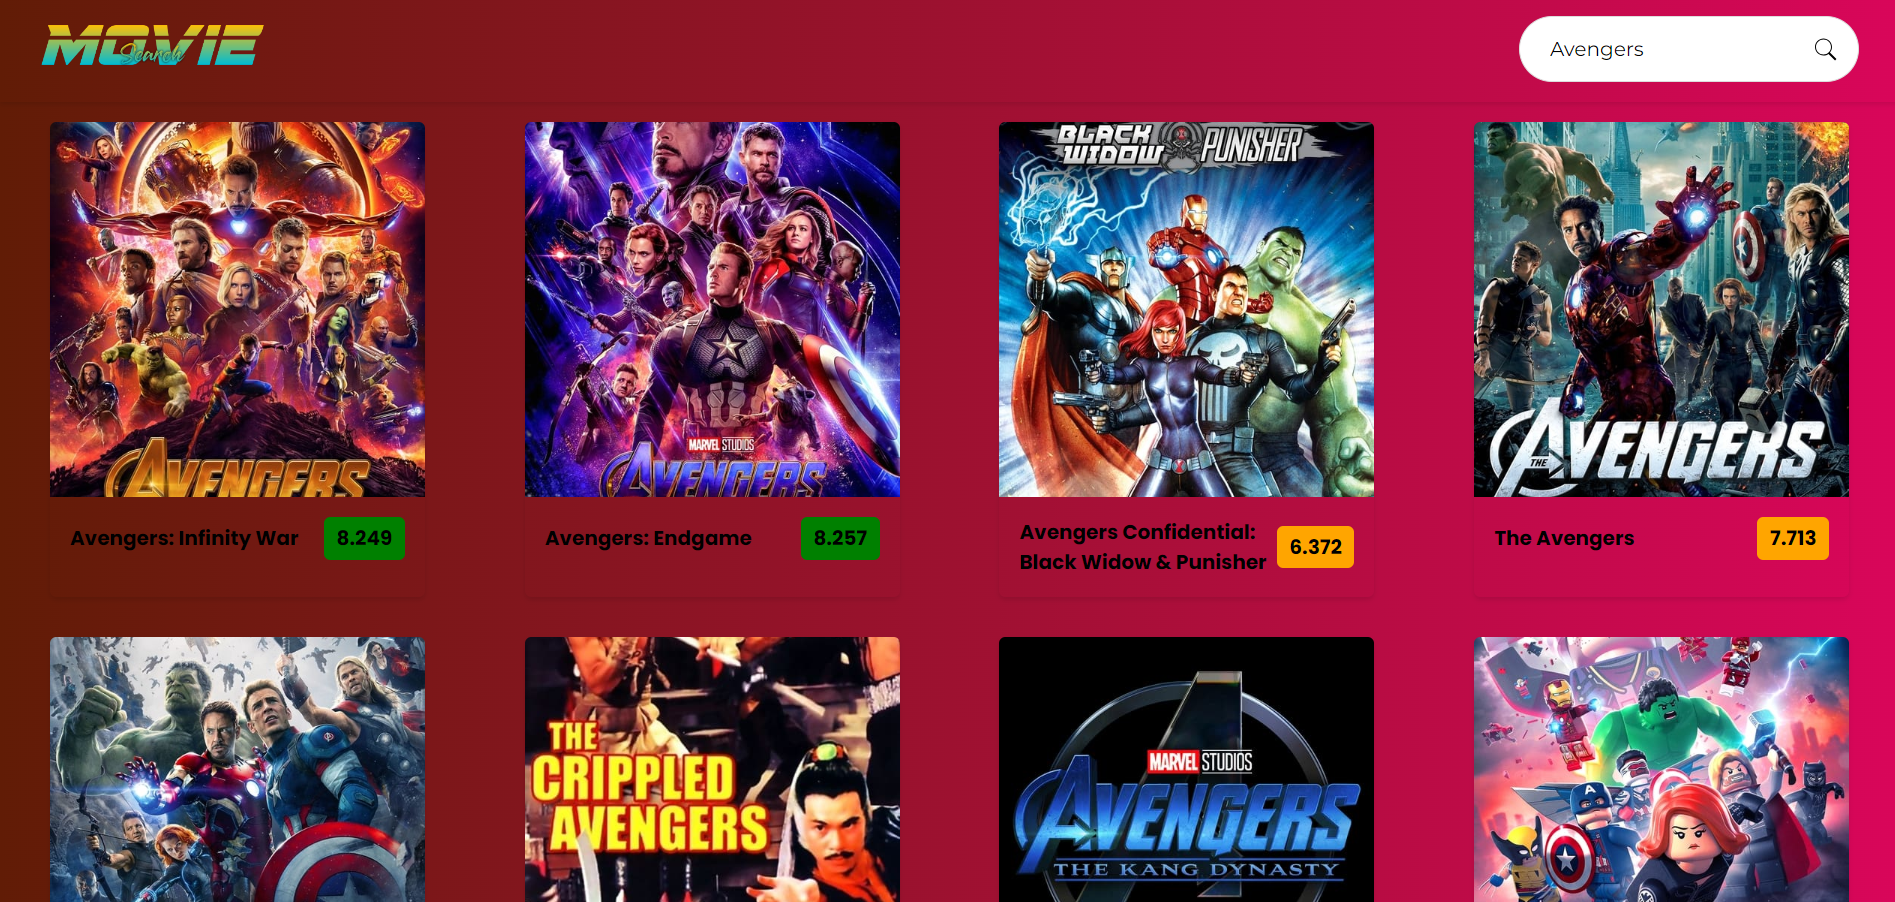 MOVIE
Search
Avengers
AVENGERS
MARVEL STUDIOS
AVENGERS
BLACK WIDOW PUNISHER
THE AVENGERS
Avengers: Infinity War
8.249
Avengers: Endgame
8.257
Avengers Confidential:
Black Widow & Punisher
6.372
The Avengers
7.713
THE
CRIPPLED
AVENGERS
MARVEL STUDIOS
AVENGERS
THE KANG DYNASTY